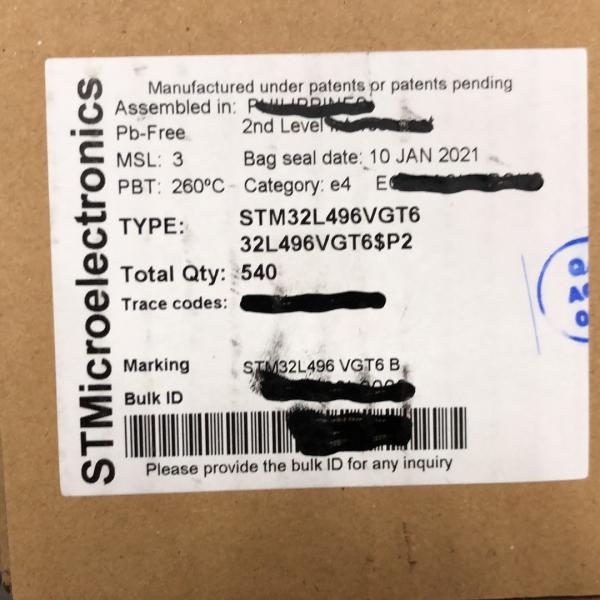 STMicroelectronics
Manufactured under patents or patents pending
Assembled in: PHILIPPINES
Pb-Free 2nd Level
MSL: 3 Bag seal date: 10 JAN 2021
PBT: 260ºC Category: e4
TYPE: STM32L496VGT6
32L496VGT6$P2
Total Qty: 540
Trace codes:
Marking STM32L496 VGT6 B
Bulk ID
Please provide the bulk ID for any inquiry